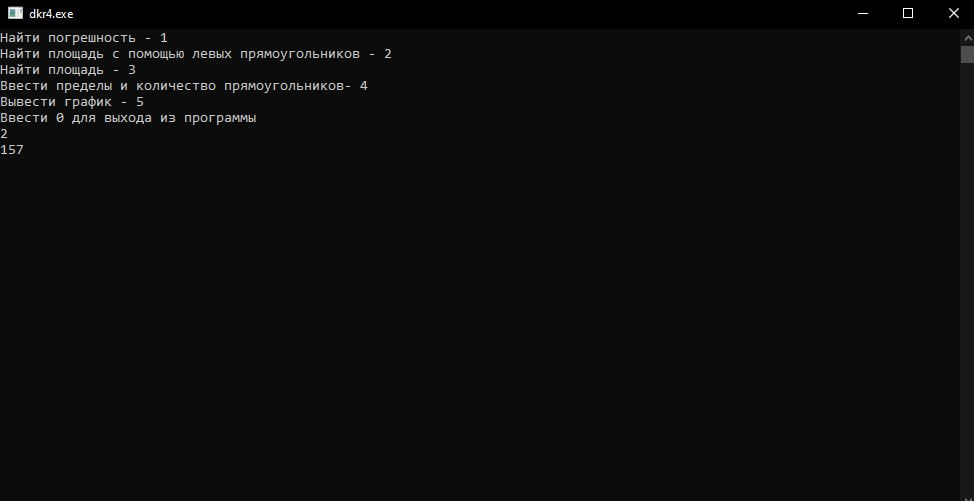 dkr4.exe
Найти погрешность - 1
Найти площадь с помощью левых прямоугольников - 2
Найти площадь - 3
Ввести пределы и количество прямоугольников- 4
Вывести график - 5
Ввести 0 для выхода из программы
2
157